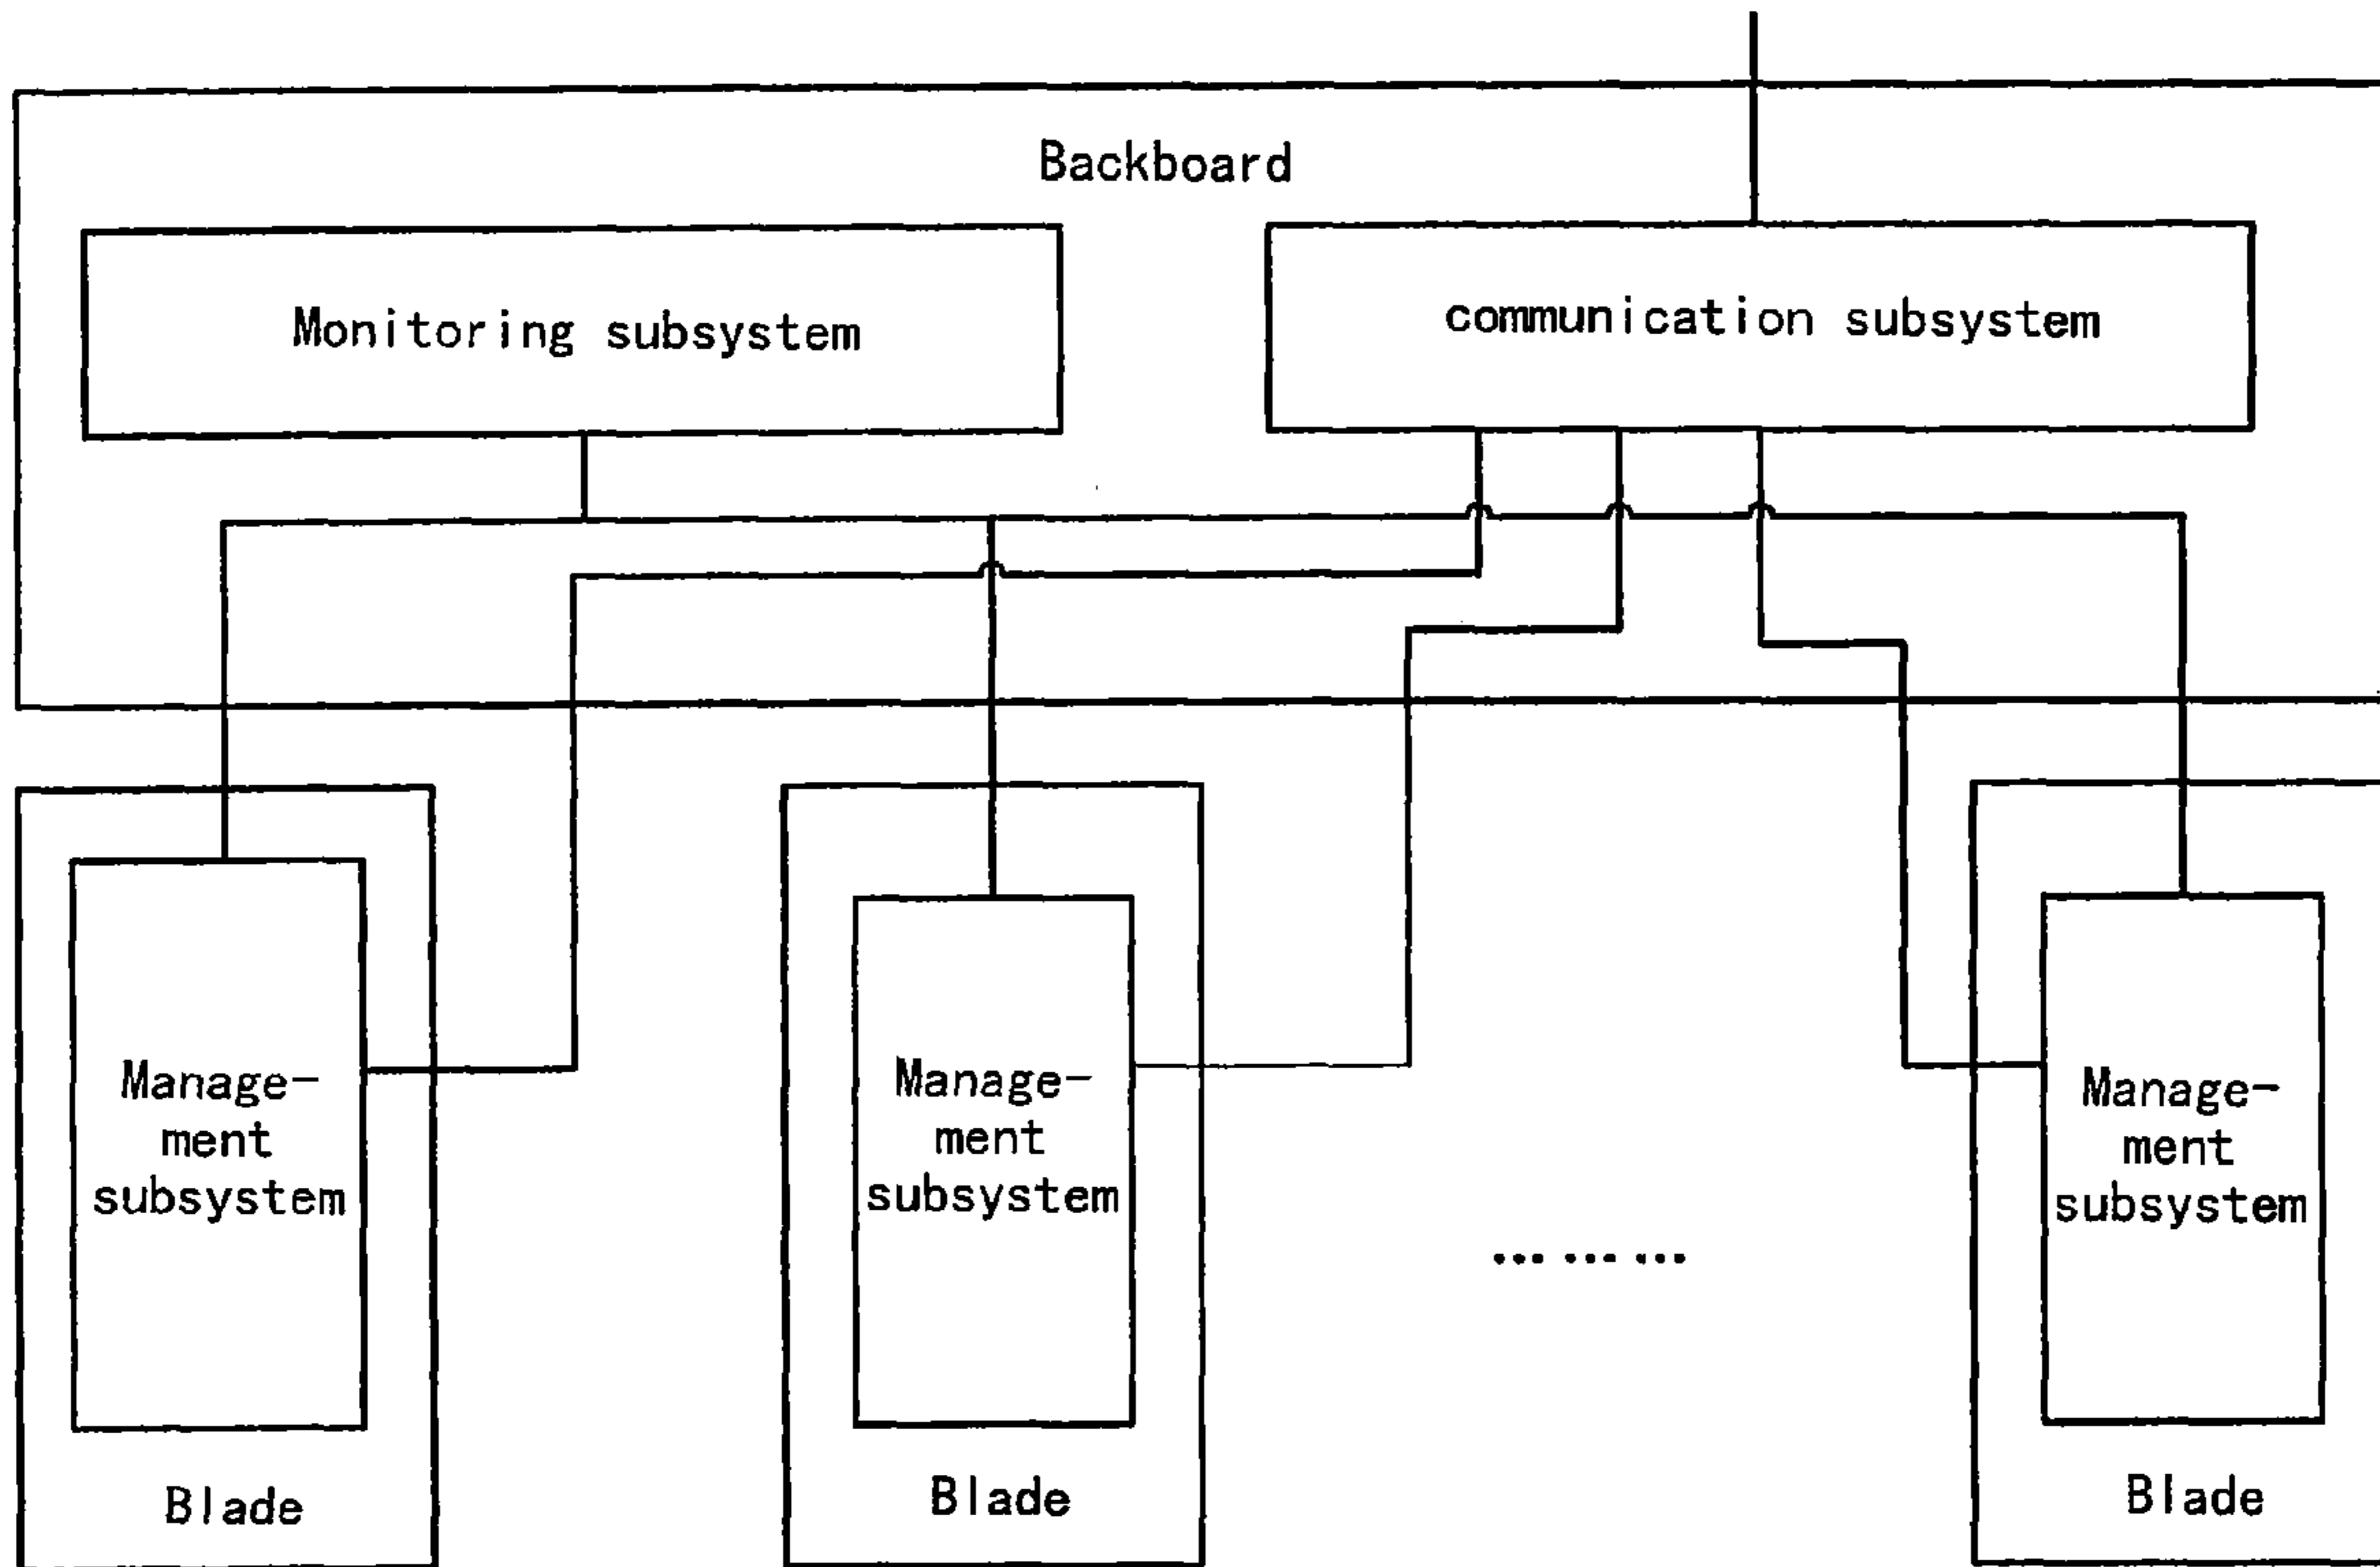 Backboard
Monitoring subsystem
communication subsystem
Manage-
ment
subsystem
Blade
Manage-
ment
subsystem
Blade
………
Manage-
ment
subsystem
Blade